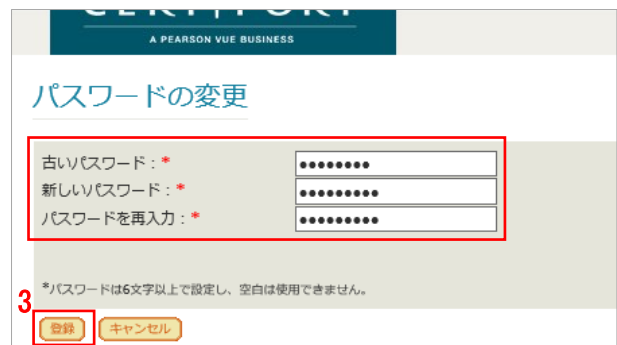 CERTIPORT
A PEARSON VUE BUSINESS
パスワードの変更
古いパスワード：*
●●●●●●●●
新しいパスワード：*
●●●●●●●●●
パスワードを再入力：*
●●●●●●●●●
*パスワードは6文字以上で設定し、空白は使用できません。
3
登録
キャンセル